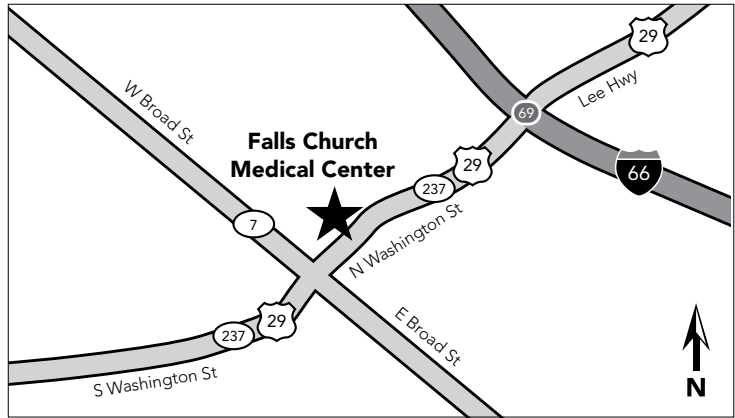 29
Lee Hwy
69
W Broad St
Falls Church
Medical Center
29
66
237
7
N Washington St
29
237
E Broad St
S Washington St
N